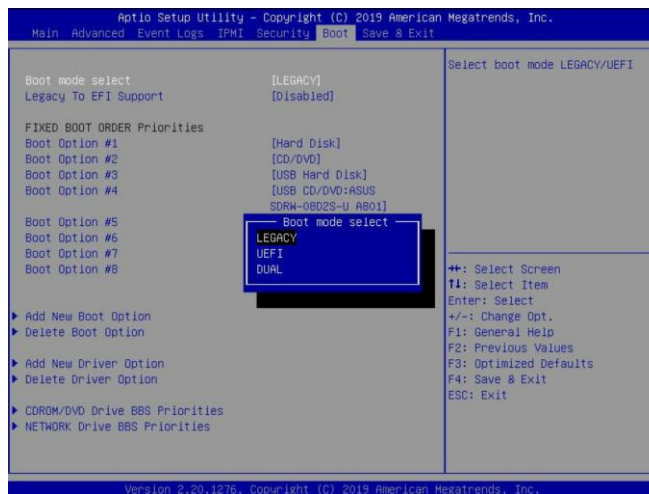 Aptio Setup Utility – Copyright (C) 2019 American Megatrends, Inc.
Main Advanced Event Logs IPMI Security Boot Save & Exit
Boot mode select [LEGACY]
Legacy To EFI Support [Disabled]
FIXED BOOT ORDER Priorities
Boot Option #1 [Hard Disk]
Boot Option #2 [CD/DVD]
Boot Option #3 [USB Hard Disk]
Boot Option #4 [USB CD/DVD:ASUS
SDRW-08D2S-U A801]
Boot Option #5
Boot Option #6
Boot Option #7
Boot Option #8
Boot mode select
LEGACY
UEFI
DUAL
Add New Boot Option
Delete Boot Option
Add New Driver Option
Delete Driver Option
CDROM/DVD Drive BBS Priorities
NETWORK Drive BBS Priorities
Select boot mode LEGACY/UEFI
→←: Select Screen
↑↓: Select Item
Enter: Select
+/-: Change Opt.
F1: General Help
F2: Previous Values
F3: Optimized Defaults
F4: Save & Exit
ESC: Exit
Version 2.20.1276. Copyright (C) 2019 American Megatrends, Inc.